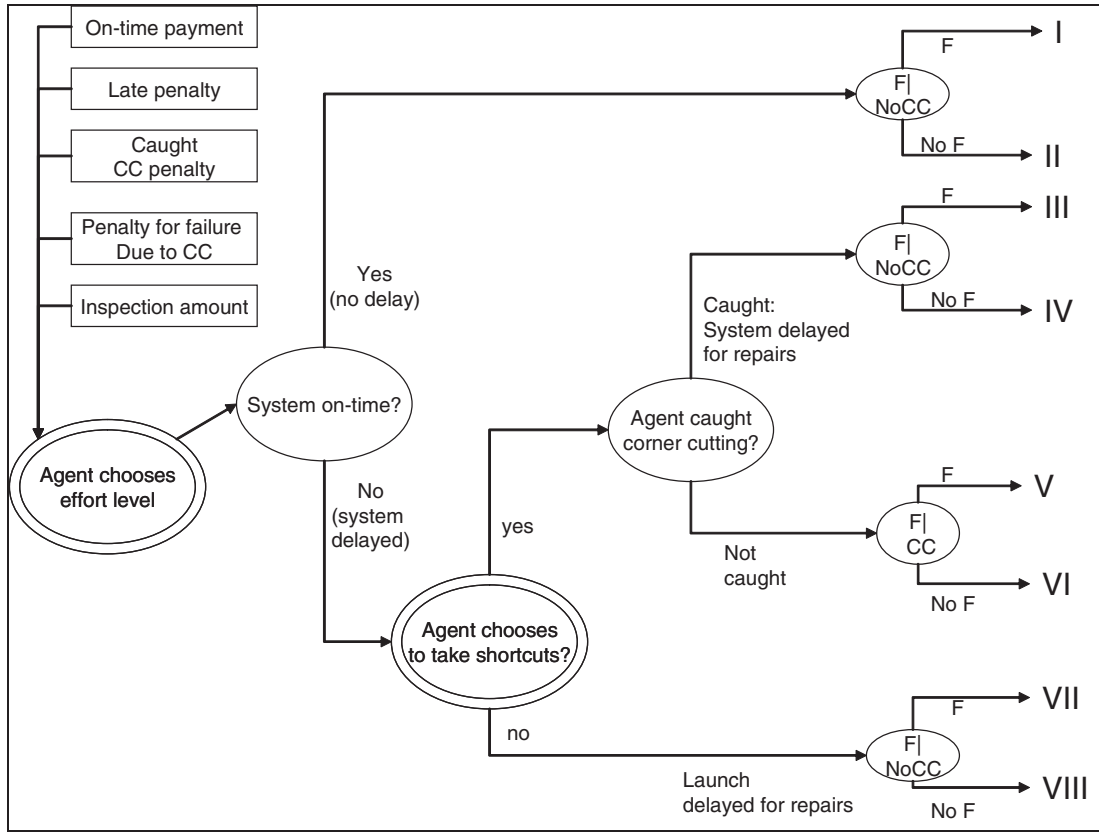 On-time payment
Late penalty
Caught
CC penalty
Penalty for failure
Due to CC
Inspection amount
Agent chooses
effort level
System on-time?
Yes
(no delay)
No
(system
delayed)
Agent chooses
to take shortcuts?
yes
no
Agent caught
corner cutting?
Caught:
System delayed
for repairs
Not
caught
Launch
delayed for repairs
F|
NoCC
F
I
No F
II
F|
NoCC
F
III
No F
IV
F|
CC
F
V
No F
VI
F|
NoCC
F
VII
No F
VIII